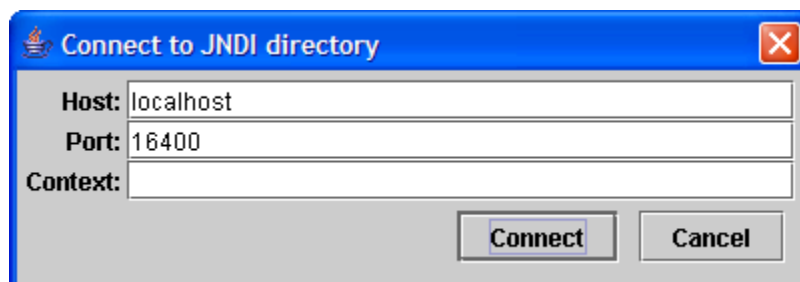 Connect to JNDI directory
Host: localhost
Port: 16400
Context:
Connect Cancel